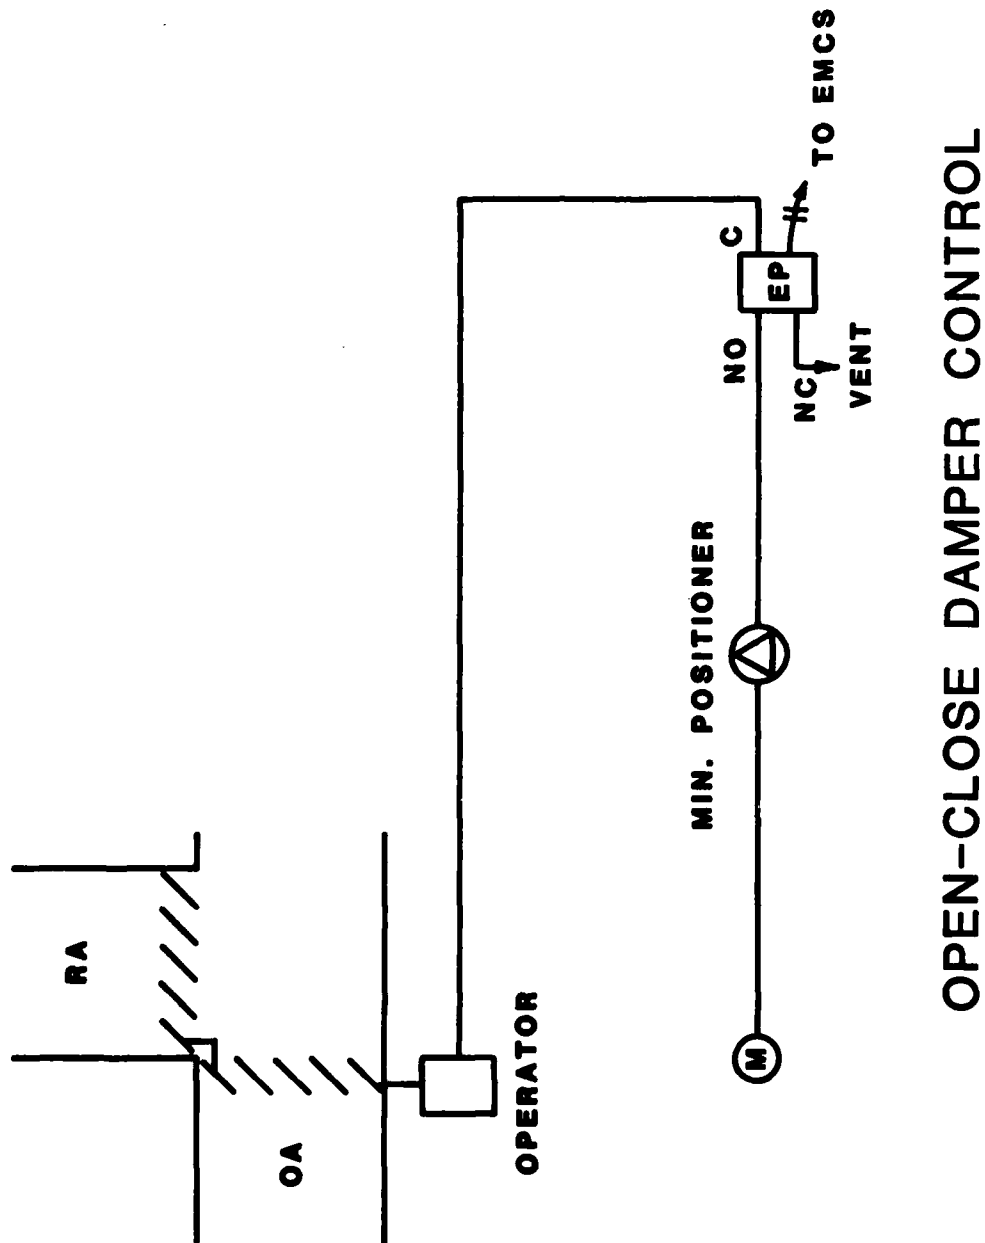 RA
OA
OPERATOR
MIN. POSITIONER
M
NO
C
EP
NC
VENT
TO EMCS
OPEN-CLOSE DAMPER CONTROL